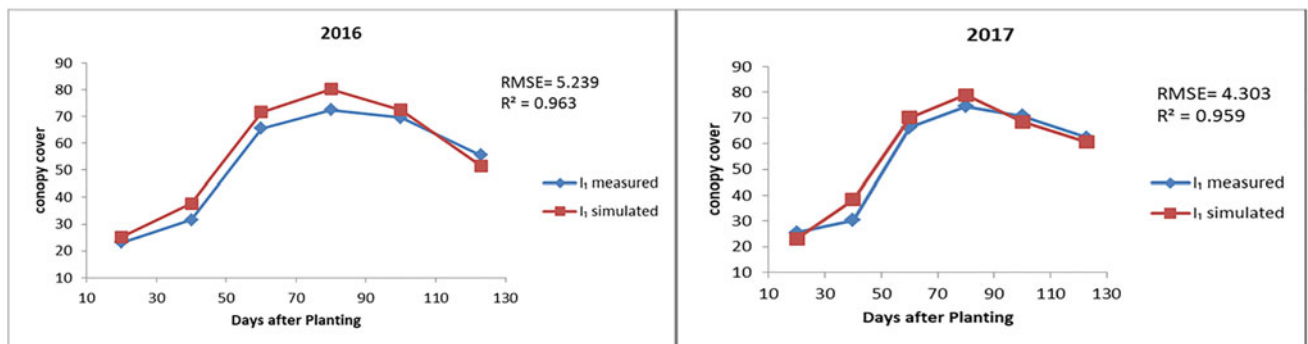 2016
90
80
70
60
50
40
30
20
10
conopy cover
10 30 50 70 90 110 130
Days after Planting
RMSE= 5.239
R² = 0.963
I₁ measured
I₁ simulated
2017
90
80
70
60
50
40
30
20
10
conopy cover
10 30 50 70 90 110 130
Days after Planting
RMSE= 4.303
R² = 0.959
I₁ measured
I₁ simulated